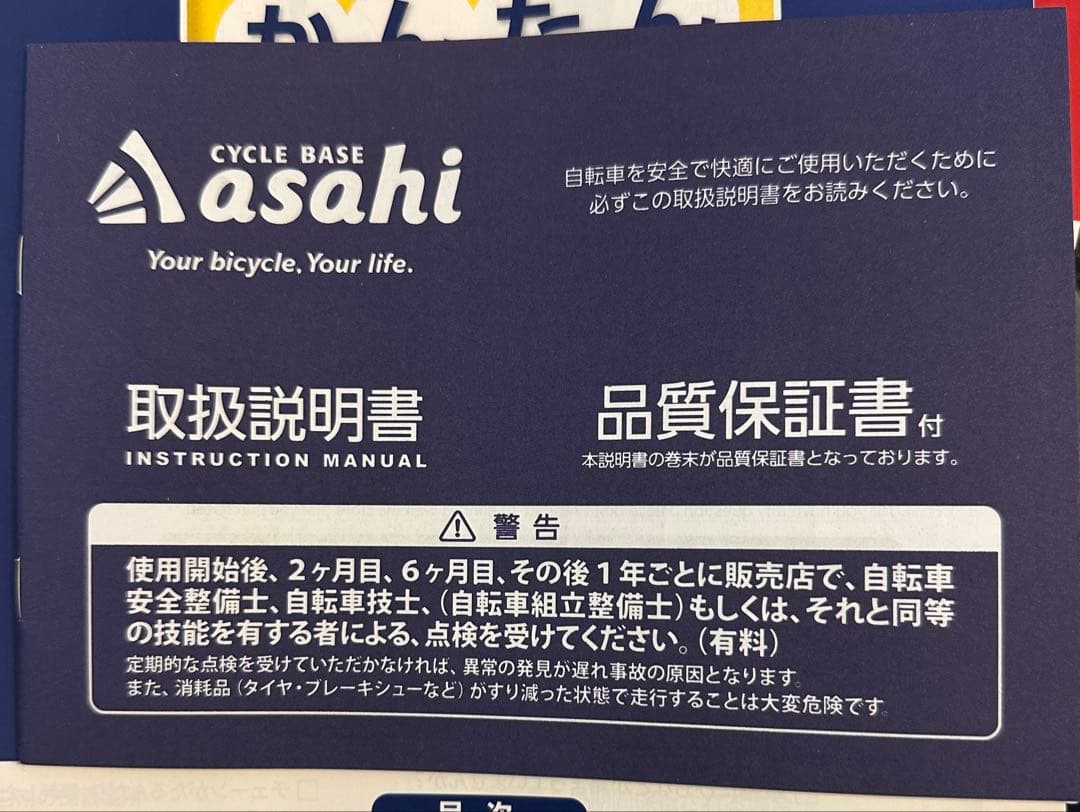 かんたん
CYCLE BASE
asahi
Your bicycle, Your life.
自転車を安全で快適にご使用いただくために
必ずこの取扱説明書をお読みください。
取扱説明書
INSTRUCTION MANUAL
品質保証書付
本説明書の巻末が品質保証書となっております。
警告
使用開始後、2ヶ月目、6ヶ月目、その後1年ごとに販売店で、自転車
安全整備士、自転車技士、(自転車組立整備士)もしくは、それと同等
の技能を有する者による、点検を受けてください。(有料)
定期的な点検を受けていただかなければ、異常の発見が遅れ事故の原因となります。
また、消耗品(タイヤ・ブレーキシューなど)がすり減った状態で走行することは大変危険です。
目次